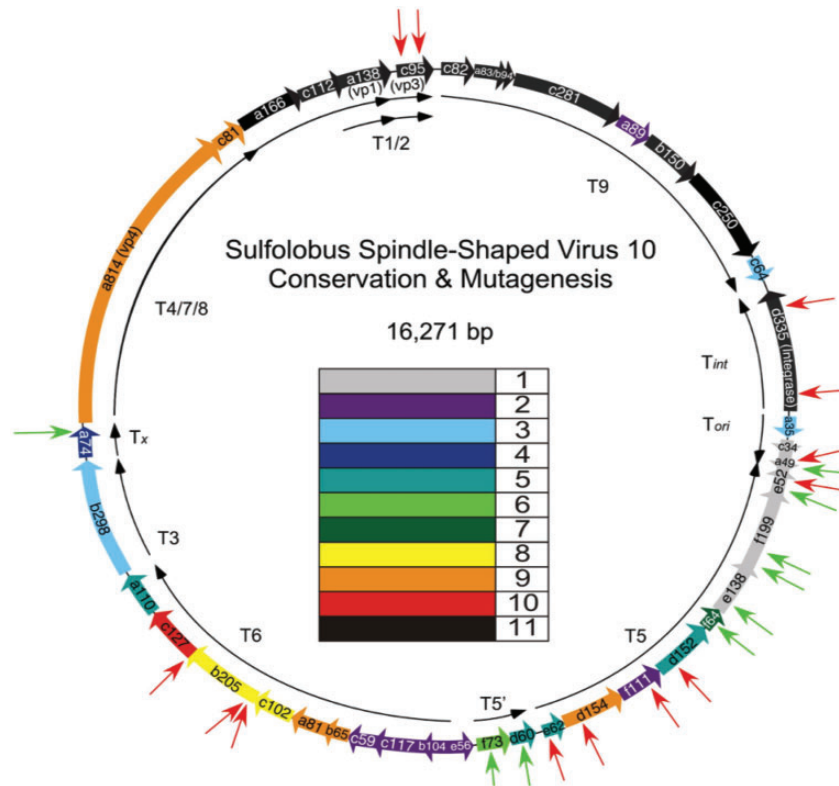 Sulfolobus Spindle-Shaped Virus 10
Conservation & Mutagenesis
16,271 bp
1
2
3
4
5
6
7
8
9
10
11
c82
a83/b94
c281
a89
b150
c250
c64
d335 (Integrase)
a35
c34
a49
e52
f199
e138
f64
d152
f111
d154
e62
d60
f73
e56
b104
c117
c59
b65
a81
c102
b205
c127
a110
b298
a74
a814 (vp4)
c81
a166
c112
a138
(vp1)
c95
(vp3)
T1/2
T9
Tint
Tori
T5
T5'
T6
T3
Tx
T4/7/8